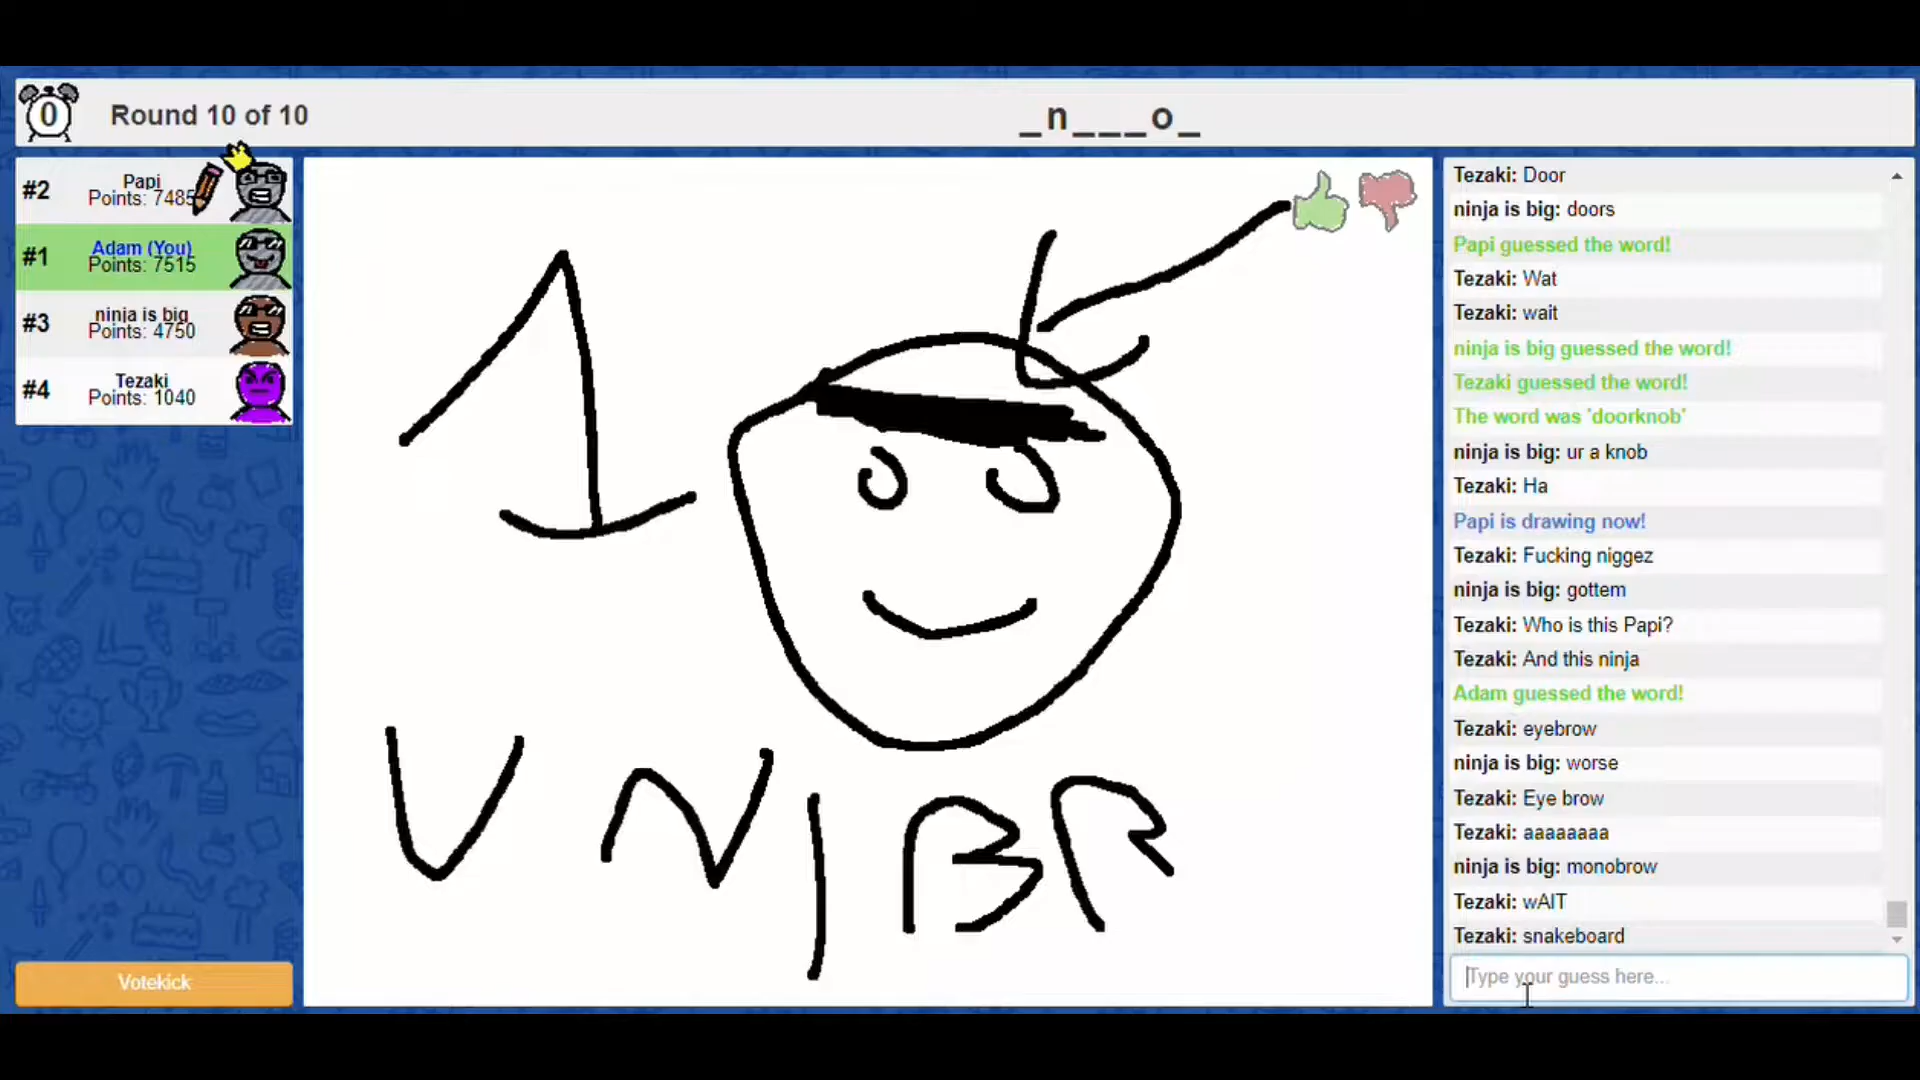 0
Round 10 of 10
_n___o_
#2
Papi
Points: 7485
#1
Adam (You)
Points: 7515
#3
ninja is big
Points: 4750
#4
Tezaki
Points: 1040
Votekick
1
U N I B R
Tezaki: Door
ninja is big: doors
Papi guessed the word!
Tezaki: Wat
Tezaki: wait
ninja is big guessed the word!
Tezaki guessed the word!
The word was 'doorknob'
ninja is big: ur a knob
Tezaki: Ha
Papi is drawing now!
Tezaki: Fucking niggez
ninja is big: gottem
Tezaki: Who is this Papi?
Tezaki: And this ninja
Adam guessed the word!
Tezaki: eyebrow
ninja is big: worse
Tezaki: Eye brow
Tezaki: aaaaaaaa
ninja is big: monobrow
Tezaki: wAIT
Tezaki: snakeboard
Type your guess here...